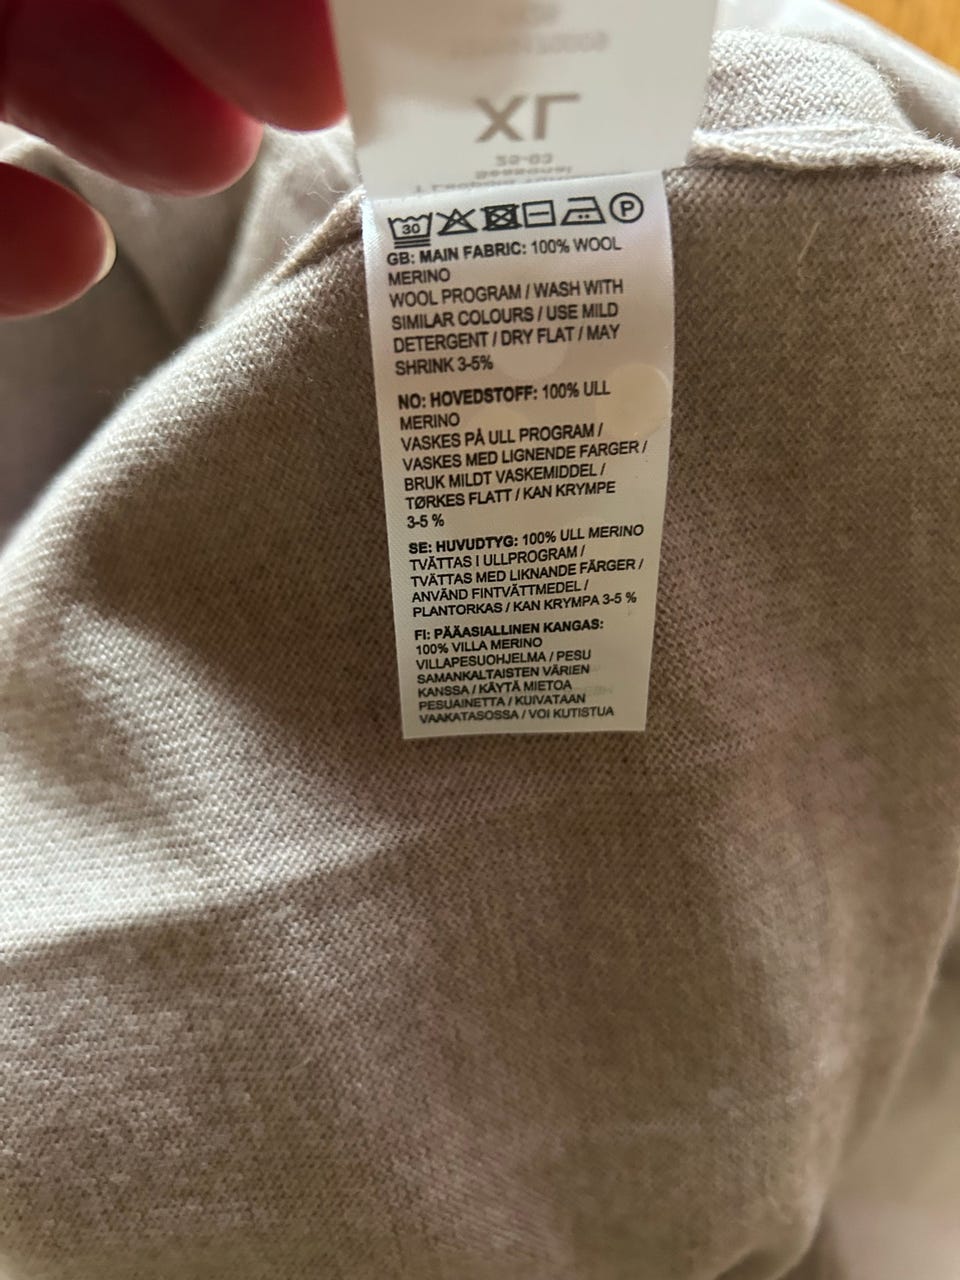 XL
30
GB: MAIN FABRIC: 100% WOOL
MERINO
WOOL PROGRAM / WASH WITH
SIMILAR COLOURS / USE MILD
DETERGENT / DRY FLAT / MAY
SHRINK 3-5%
NO: HOVEDSTOFF: 100% ULL
MERINO
VASKES PÅ ULL PROGRAM /
VASKES MED LIGNENDE FARGER /
BRUK MILDT VASKEMIDDEL /
TØRKES FLATT / KAN KRYMPE
3-5 %
SE: HUVUDTYG: 100% ULL MERINO
TVÄTTAS I ULLPROGRAM /
TVÄTTAS MED LIKNANDE FÄRGER /
ANVÄND FINTVÄTTMEDEL /
PLANTORKAS / KAN KRYMPA 3-5 %
FI: PÄÄASIALLINEN KANGAS:
100% VILLA MERINO
VILLAPESUOHJELMA / PESU
SAMANKALTAISTEN VÄRIEN
KANSSA / KÄYTÄ MIETOA
PESUAINETTA / KUIVATAAN
VAAKATASOSSA / VOI KUTISTUA